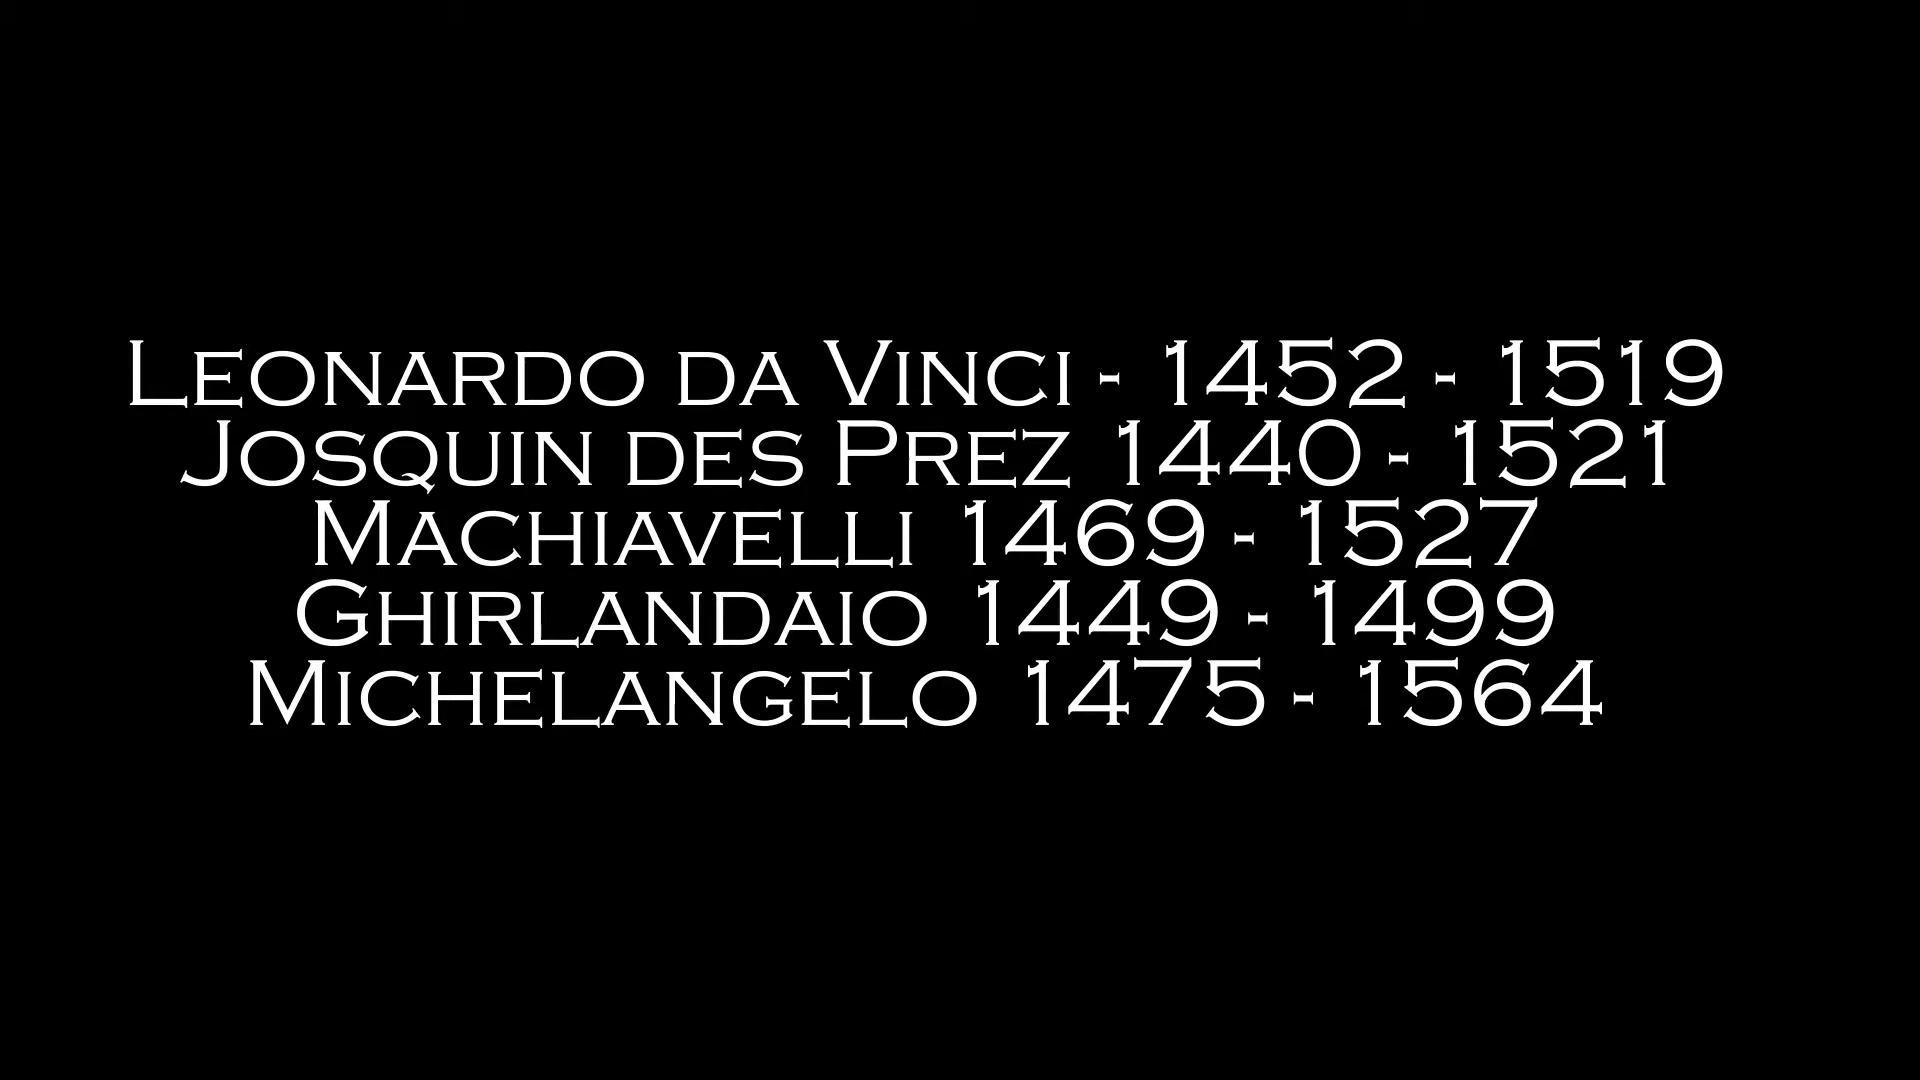 Leonardo da Vinci - 1452 - 1519
Josquin des Prez 1440 - 1521
Machiavelli 1469 - 1527
Ghirlandaio 1449 - 1499
Michelangelo 1475 - 1564